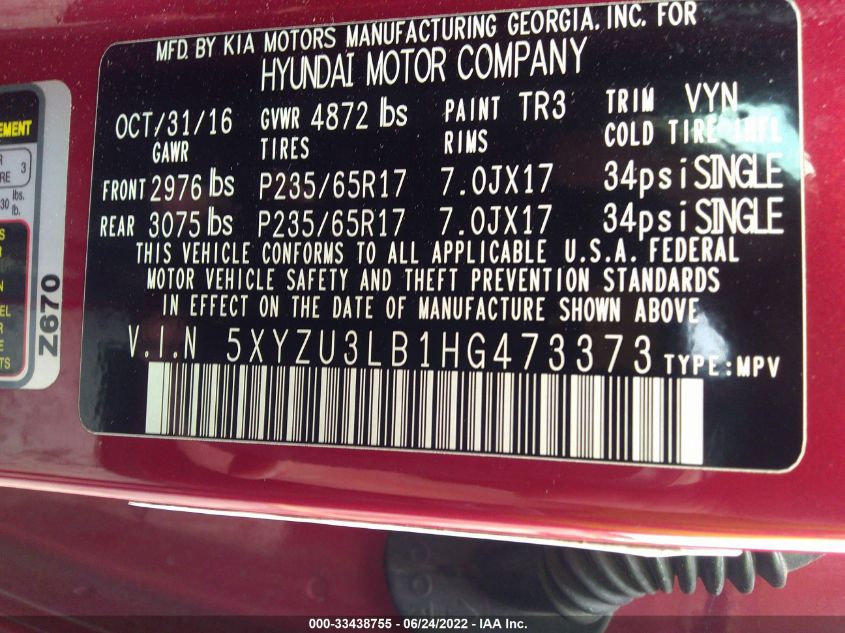 MFD. BY KIA MOTORS MANUFACTURING GEORGIA, INC. FOR
HYUNDAI MOTOR COMPANY
OCT/31/16 GVWR 4872 lbs PAINT TR3 TRIM VYN
GAWR TIRES RIMS COLD TIRE INFL
FRONT 2976 lbs P235/65R17 7.0JX17 34psi SINGLE
REAR 3075 lbs P235/65R17 7.0JX17 34psi SINGLE
THIS VEHICLE CONFORMS TO ALL APPLICABLE U.S.A. FEDERAL
MOTOR VEHICLE SAFETY AND THEFT PREVENTION STANDARDS
IN EFFECT ON THE DATE OF MANUFACTURE SHOWN ABOVE
V.I.N 5XYZU3LB1HG473373 TYPE:MPV
3
lbs.
lb.
Z670
000-33438755 - 06/24/2022 - IAA Inc.